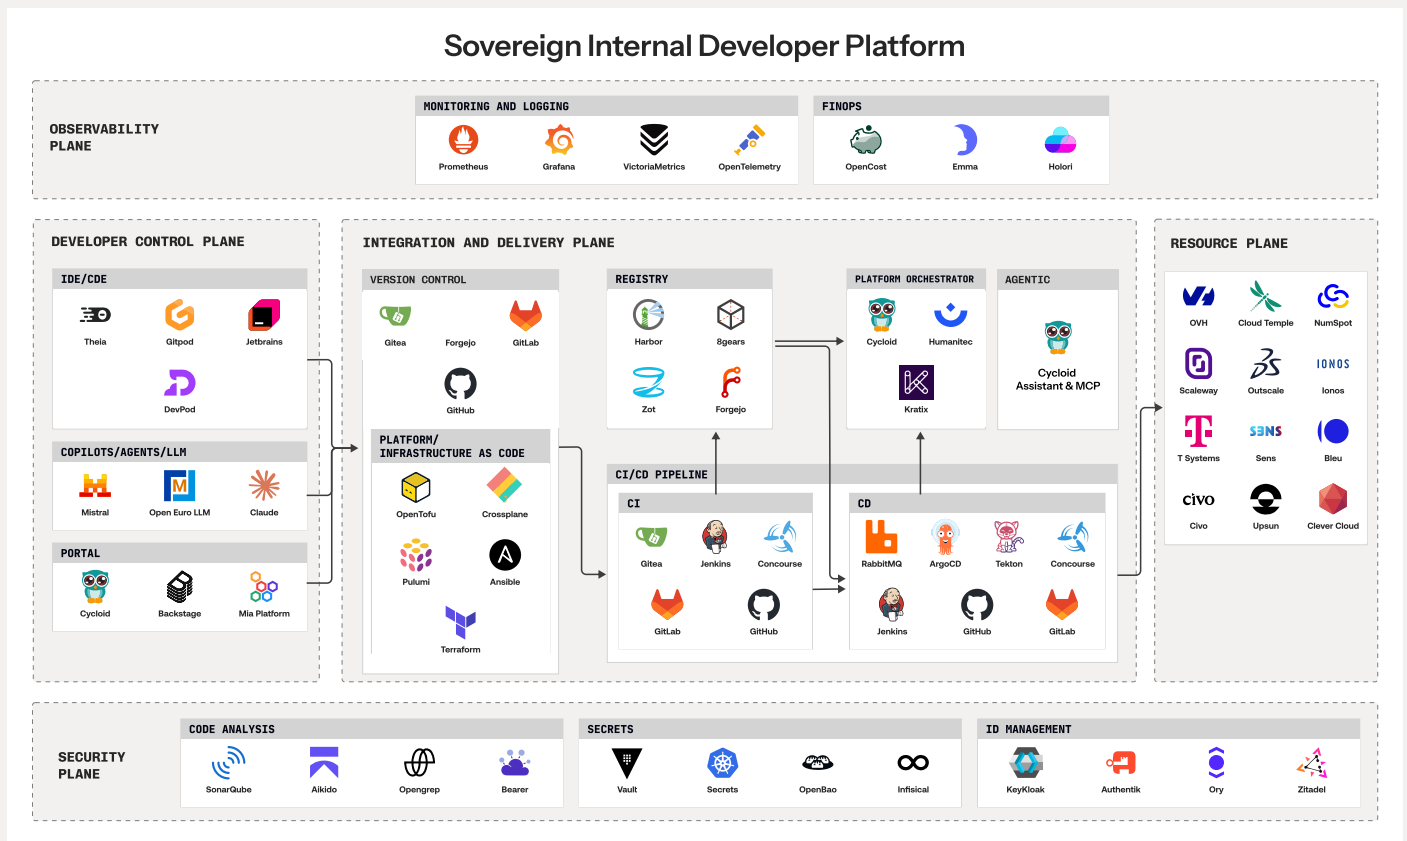 Sovereign Internal Developer Platform
OBSERVABILITY
PLANE
MONITORING AND LOGGING
Prometheus
Grafana
VictoriaMetrics
OpenTelemetry
FINOPS
OpenCost
Emma
Holori
DEVELOPER CONTROL PLANE
IDE/CDE
Theia
Gitpod
Jetbrains
DevPod
COPILOTS/AGENTS/LLM
Mistral
M
Open Euro LLM
Claude
PORTAL
Cycloid
Backstage
Mia Platform
INTEGRATION AND DELIVERY PLANE
VERSION CONTROL
Gitea
Forgejo
GitLab
GitHub
PLATFORM/
INFRASTRUCTURE AS CODE
OpenTofu
Crossplane
Pulumi
Ansible
Terraform
REGISTRY
Harbor
8gears
Zot
Forgejo
PLATFORM ORCHESTRATOR
Cycloid
Humanitec
Kratix
AGENTIC
Cycloid
Assistant & MCP
CI/CD PIPELINE
CI
Gitea
Jenkins
Concourse
GitLab
GitHub
CD
RabbitMQ
ArgoCD
Tekton
Concourse
Jenkins
GitHub
GitLab
RESOURCE PLANE
OVH
Cloud Temple
NumSpot
Scaleway
Outscale
IONOS
Ionos
T
T Systems
SENS
Sens
Bleu
civo
Civo
Upsun
Clever Cloud
SECURITY
PLANE
CODE ANALYSIS
SonarQube
Aikido
Opengrep
Bearer
SECRETS
Vault
Secrets
OpenBao
Infisical
ID MANAGEMENT
KeyKloak
Authentik
Ory
Zitadel